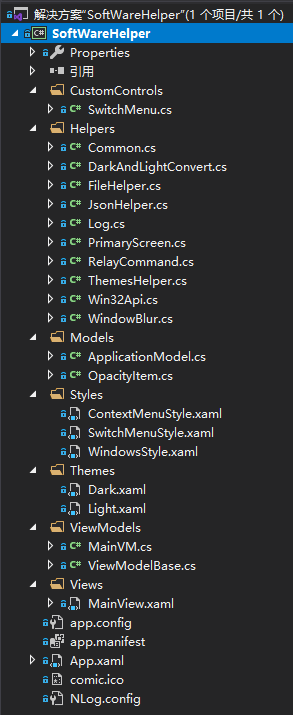 解决方案"SoftWareHelper"(1 个项目/共 1 个)
SoftWareHelper
Properties
引用
CustomControls
SwitchMenu.cs
Helpers
Common.cs
DarkAndLightConvert.cs
FileHelper.cs
JsonHelper.cs
Log.cs
PrimaryScreen.cs
RelayCommand.cs
ThemesHelper.cs
Win32Api.cs
WindowBlur.cs
Models
ApplicationModel.cs
OpacityItem.cs
Styles
ContextMenuStyle.xaml
SwitchMenuStyle.xaml
WindowsStyle.xaml
Themes
Dark.xaml
Light.xaml
ViewModels
MainVM.cs
ViewModelBase.cs
Views
MainView.xaml
app.config
app.manifest
App.xaml
comic.ico
NLog.config